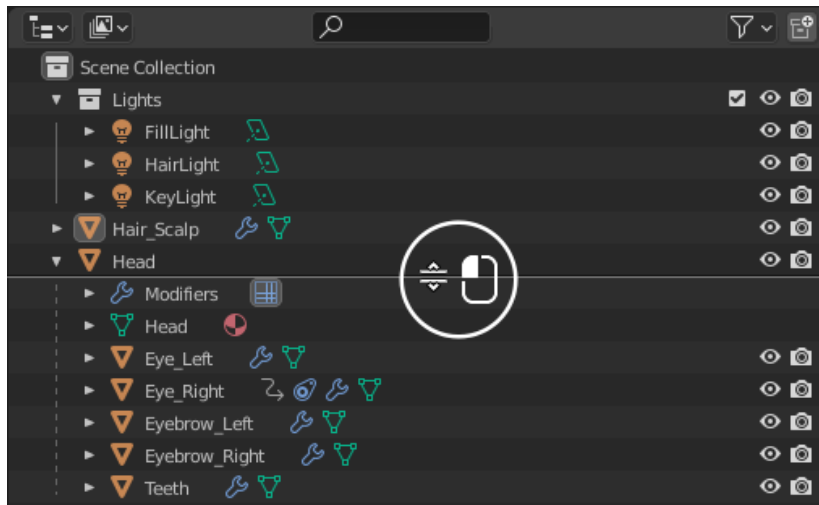 Scene Collection
Lights
FillLight
HairLight
KeyLight
Hair_Scalp
Head
Modifiers
Head
Eye_Left
Eye_Right
Eyebrow_Left
Eyebrow_Right
Teeth